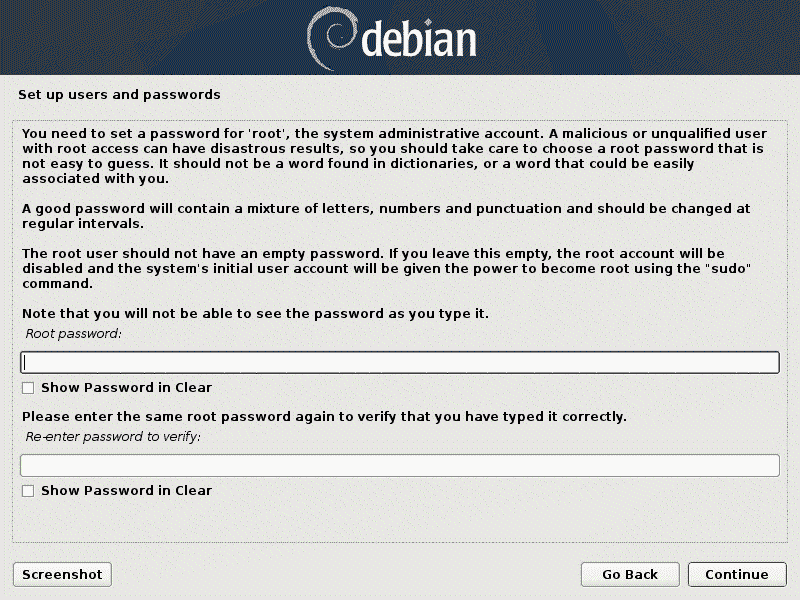 debian
Set up users and passwords
You need to set a password for 'root', the system administrative account. A malicious or unqualified user
with root access can have disastrous results, so you should take care to choose a root password that is
not easy to guess. It should not be a word found in dictionaries, or a word that could be easily
associated with you.
A good password will contain a mixture of letters, numbers and punctuation and should be changed at
regular intervals.
The root user should not have an empty password. If you leave this empty, the root account will be
disabled and the system's initial user account will be given the power to become root using the "sudo"
command.
Note that you will not be able to see the password as you type it.
Root password:
Show Password in Clear
Please enter the same root password again to verify that you have typed it correctly.
Re-enter password to verify:
Show Password in Clear
Screenshot
Go Back
Continue